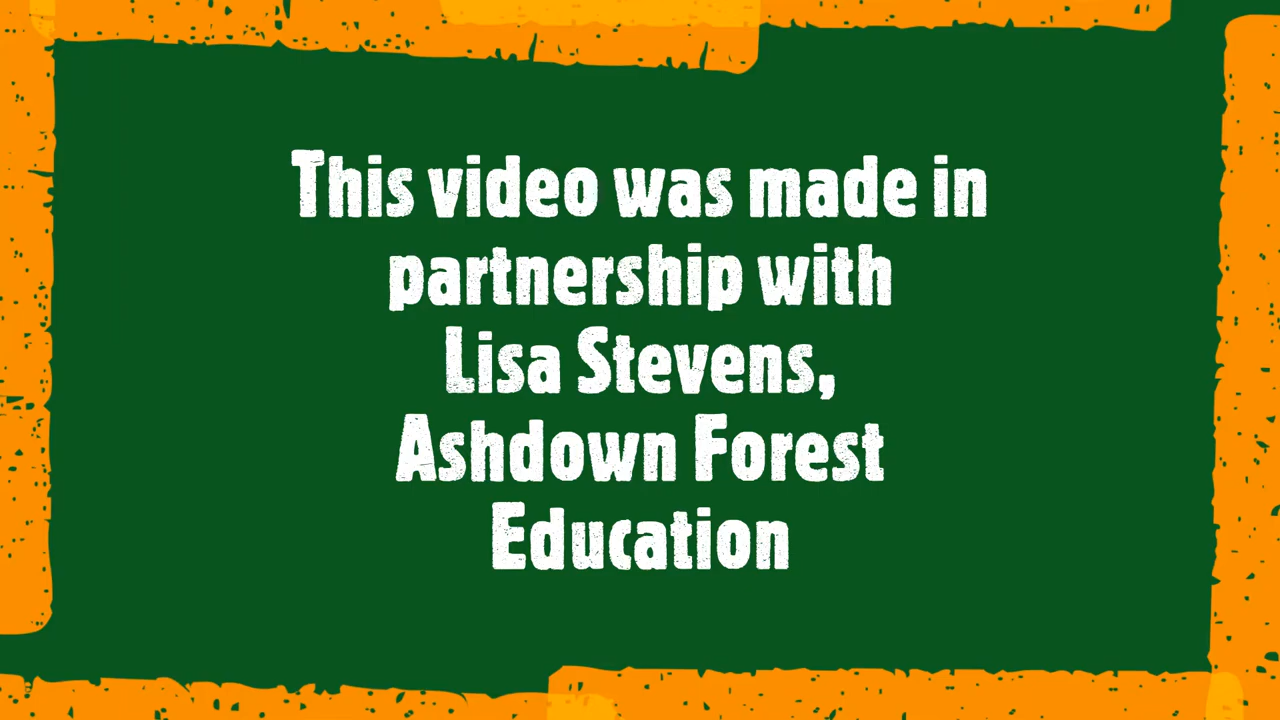 This video was made in
partnership with
Lisa Stevens,
Ashdown Forest
Education